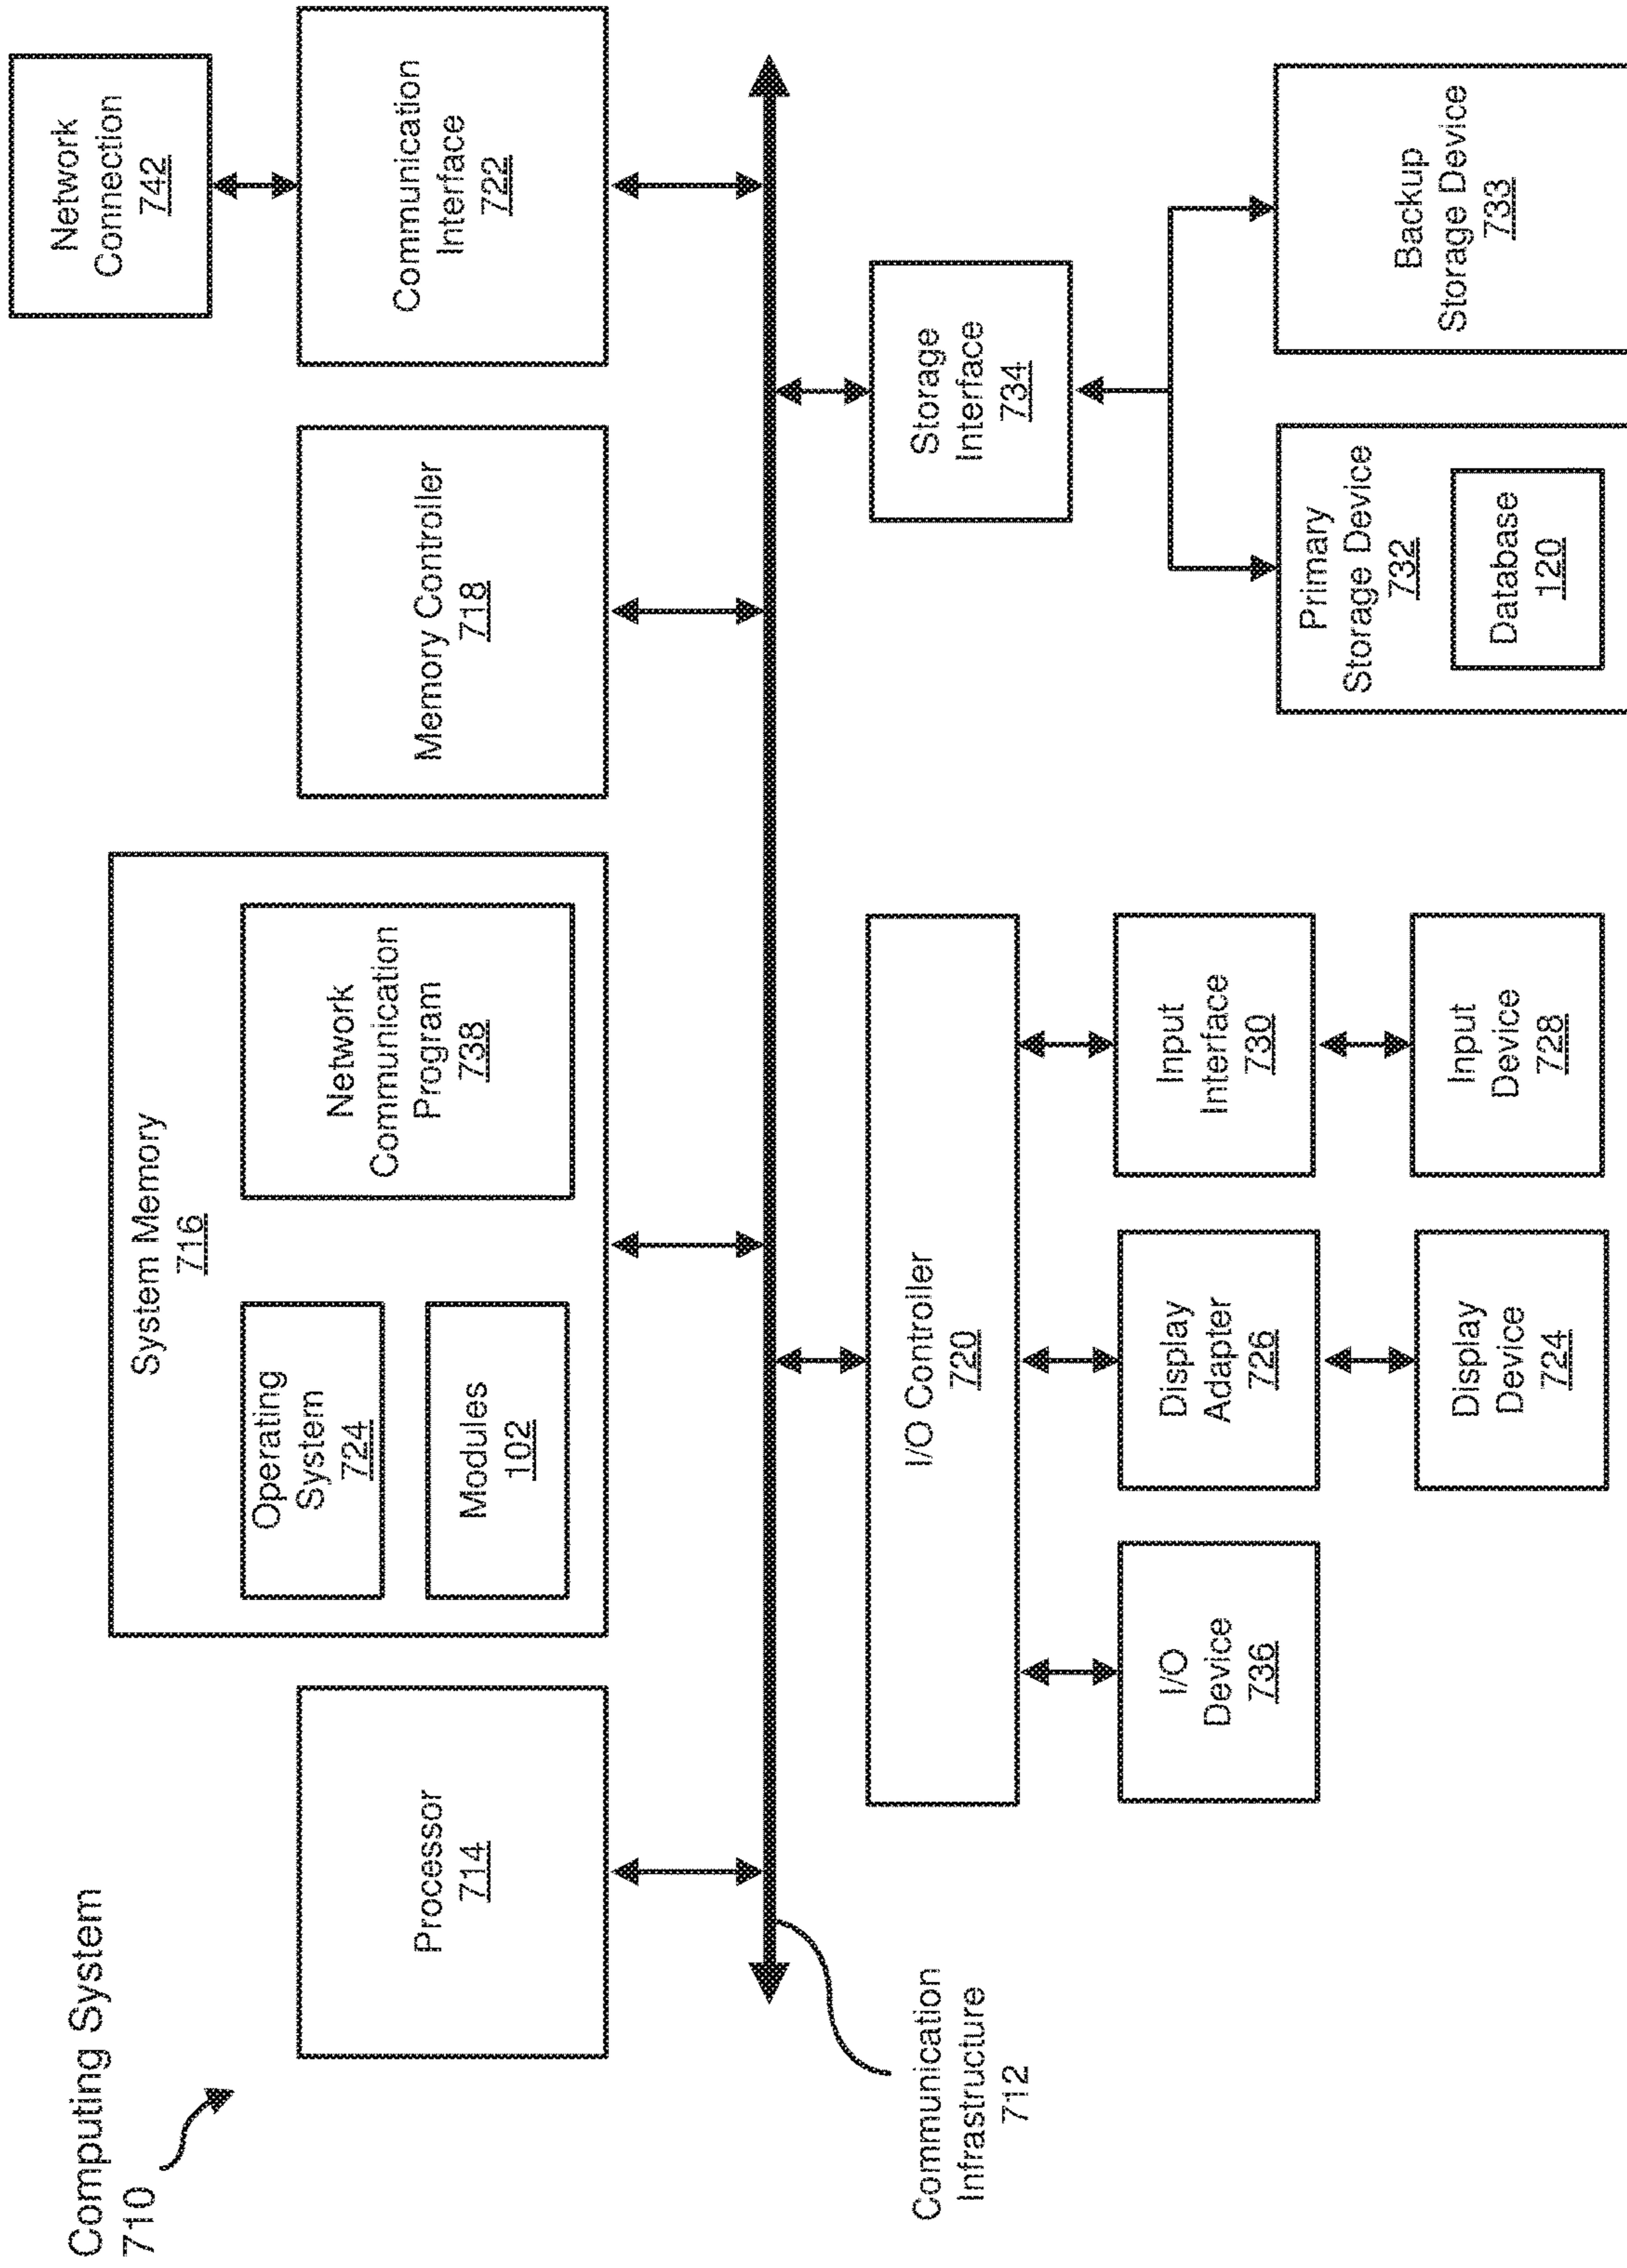 Computing System
710
Processor
714
System Memory
716
Operating
System
724
Modules
102
Network
Communication
Program
738
Memory Controller
718
Network
Connection
742
Communication
Interface
722
Communication
Infrastructure
712
I/O Controller
720
I/O
Device
736
Display
Adapter
726
Display
Device
724
Input
Interface
730
Input
Device
728
Storage
Interface
734
Primary
Storage Device
732
Database
120
Backup
Storage Device
733